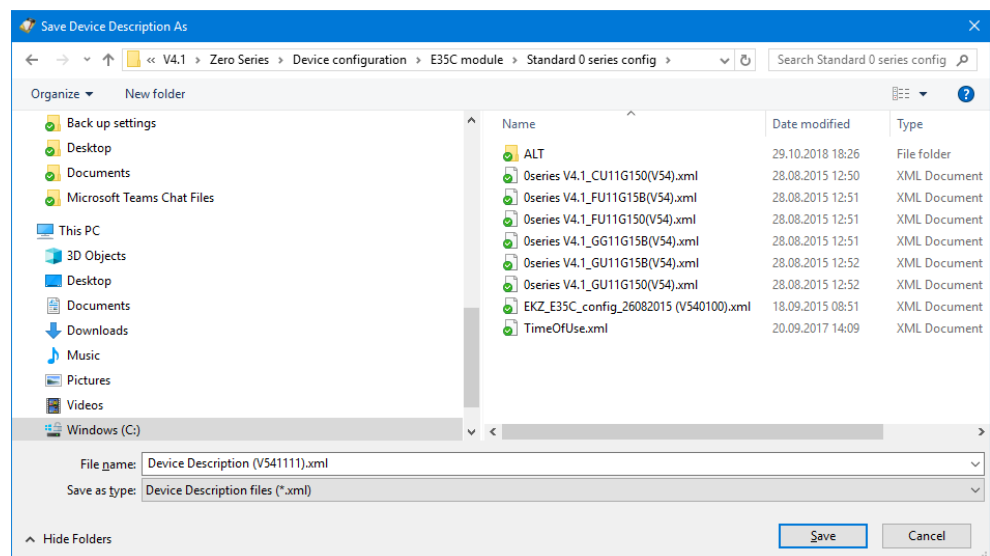 Save Device Description As
« V4.1 › Zero Series › Device configuration › E35C module › Standard 0 series config ›
Search Standard 0 series config
Organize
New folder
Back up settings
Desktop
Documents
Microsoft Teams Chat Files
This PC
3D Objects
Desktop
Documents
Downloads
Music
Pictures
Videos
Windows (C:)
Name Date modified Type
ALT 29.10.2018 18:26 File folder
0series V4.1_CU11G150(V54).xml 28.08.2015 12:50 XML Document
0series V4.1_FU11G15B(V54).xml 28.08.2015 12:51 XML Document
0series V4.1_FU11G150(V54).xml 28.08.2015 12:51 XML Document
0series V4.1_GG11G15B(V54).xml 28.08.2015 12:51 XML Document
0series V4.1_GU11G15B(V54).xml 28.08.2015 12:52 XML Document
0series V4.1_GU11G150(V54).xml 28.08.2015 12:52 XML Document
EKZ_E35C_config_26082015 (V540100).xml 18.09.2015 08:51 XML Document
TimeOfUse.xml 20.09.2017 14:09 XML Document
File name: Device Description (V541111).xml
Save as type: Device Description files (*.xml)
Hide Folders
Save
Cancel